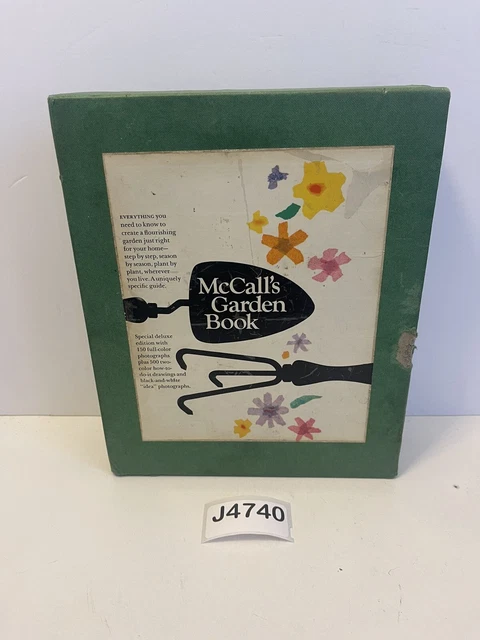 EVERYTHING you
need to know to
create a flourishing
garden just right
for your home—
step by step, season
by season, plant by
plant, wherever
you live. A uniquely
specific guide.
McCall's
Garden
Book
Special deluxe
edition with
150 full-color
photographs
plus 500 two-
color how-to-
do-it drawings and
black-and-white
"idea" photographs.
J4740